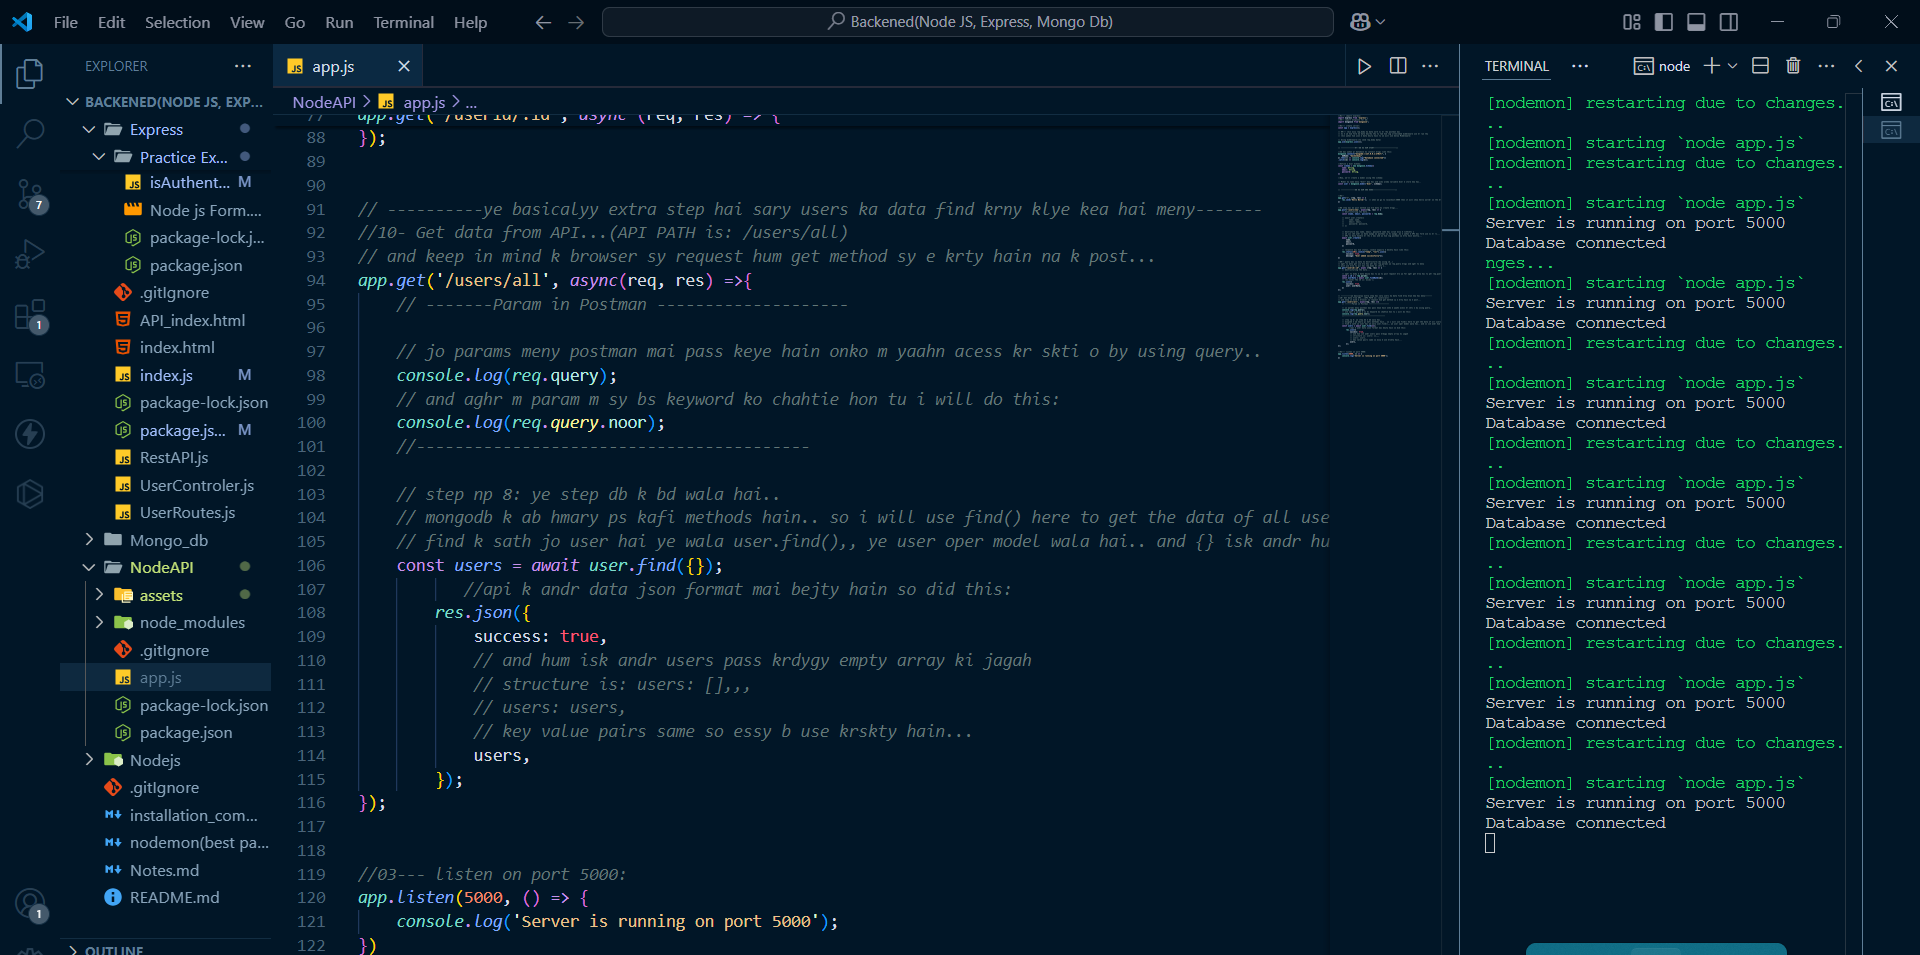 File Edit Selection View Go Run Terminal Help
Backened(Node JS, Express, Mongo Db)
EXPLORER
BACKENED(NODE JS, EXP...
Express
Practice Ex...
isAuthent... M
Node js Form....
package-lock.j...
package.json
.gitIgnore
API_index.html
index.html
index.js M
package-lock.json
package.js... M
RestAPI.js
UserControler.js
UserRoutes.js
Mongo_db
NodeAPI
assets
node_modules
.gitIgnore
app.js
package-lock.json
package.json
Nodejs
.gitIgnore
installation_com...
nodemon(best pa...
Notes.md
README.md
OUTLINE
7
1
1
app.js
NodeAPI > app.js > ...
77 app.get('/userid/:id', async (req, res) => {
88 });
89
90
91 // ----------ye basicalyy extra step hai sary users ka data find krny klye kea hai meny-------
92 //10- Get data from API...(API PATH is: /users/all)
93 // and keep in mind k browser sy request hum get method sy e krty hain na k post...
94 app.get('/users/all', async(req, res) =>{
95 // -------Param in Postman --------------------
96
97 // jo params meny postman mai pass keye hain onko m yaahn acess kr skti o by using query..
98 console.log(req.query);
99 // and aghr m param m sy bs keyword ko chahtie hon tu i will do this:
100 console.log(req.query.noor);
101 //-----------------------------------------
102
103 // step np 8: ye step db k bd wala hai..
104 // mongodb k ab hmary ps kafi methods hain.. so i will use find() here to get the data of all use
105 // find k sath jo user hai ye wala user.find(),, ye user oper model wala hai.. and {} isk andr hu
106 const users = await user.find({});
107 //api k andr data json format mai bejty hain so did this:
108 res.json({
109 success: true,
110 // and hum isk andr users pass krdygy empty array ki jagah
111 // structure is: users: [],,,
112 // users: users,
113 // key value pairs same so essy b use krskty hain...
114 users,
115 });
116 });
117
118
119 //03--- listen on port 5000:
120 app.listen(5000, () => {
121 console.log('Server is running on port 5000');
122 })
TERMINAL
node
[nodemon] restarting due to changes.
..
[nodemon] starting `node app.js`
[nodemon] restarting due to changes.
..
[nodemon] starting `node app.js`
Server is running on port 5000
Database connected
nges...
[nodemon] starting `node app.js`
Server is running on port 5000
Database connected
[nodemon] restarting due to changes.
..
[nodemon] starting `node app.js`
Server is running on port 5000
Database connected
[nodemon] restarting due to changes.
..
[nodemon] starting `node app.js`
Server is running on port 5000
Database connected
[nodemon] restarting due to changes.
..
[nodemon] starting `node app.js`
Server is running on port 5000
Database connected
[nodemon] restarting due to changes.
..
[nodemon] starting `node app.js`
Server is running on port 5000
Database connected
[nodemon] restarting due to changes.
..
[nodemon] starting `node app.js`
Server is running on port 5000
Database connected